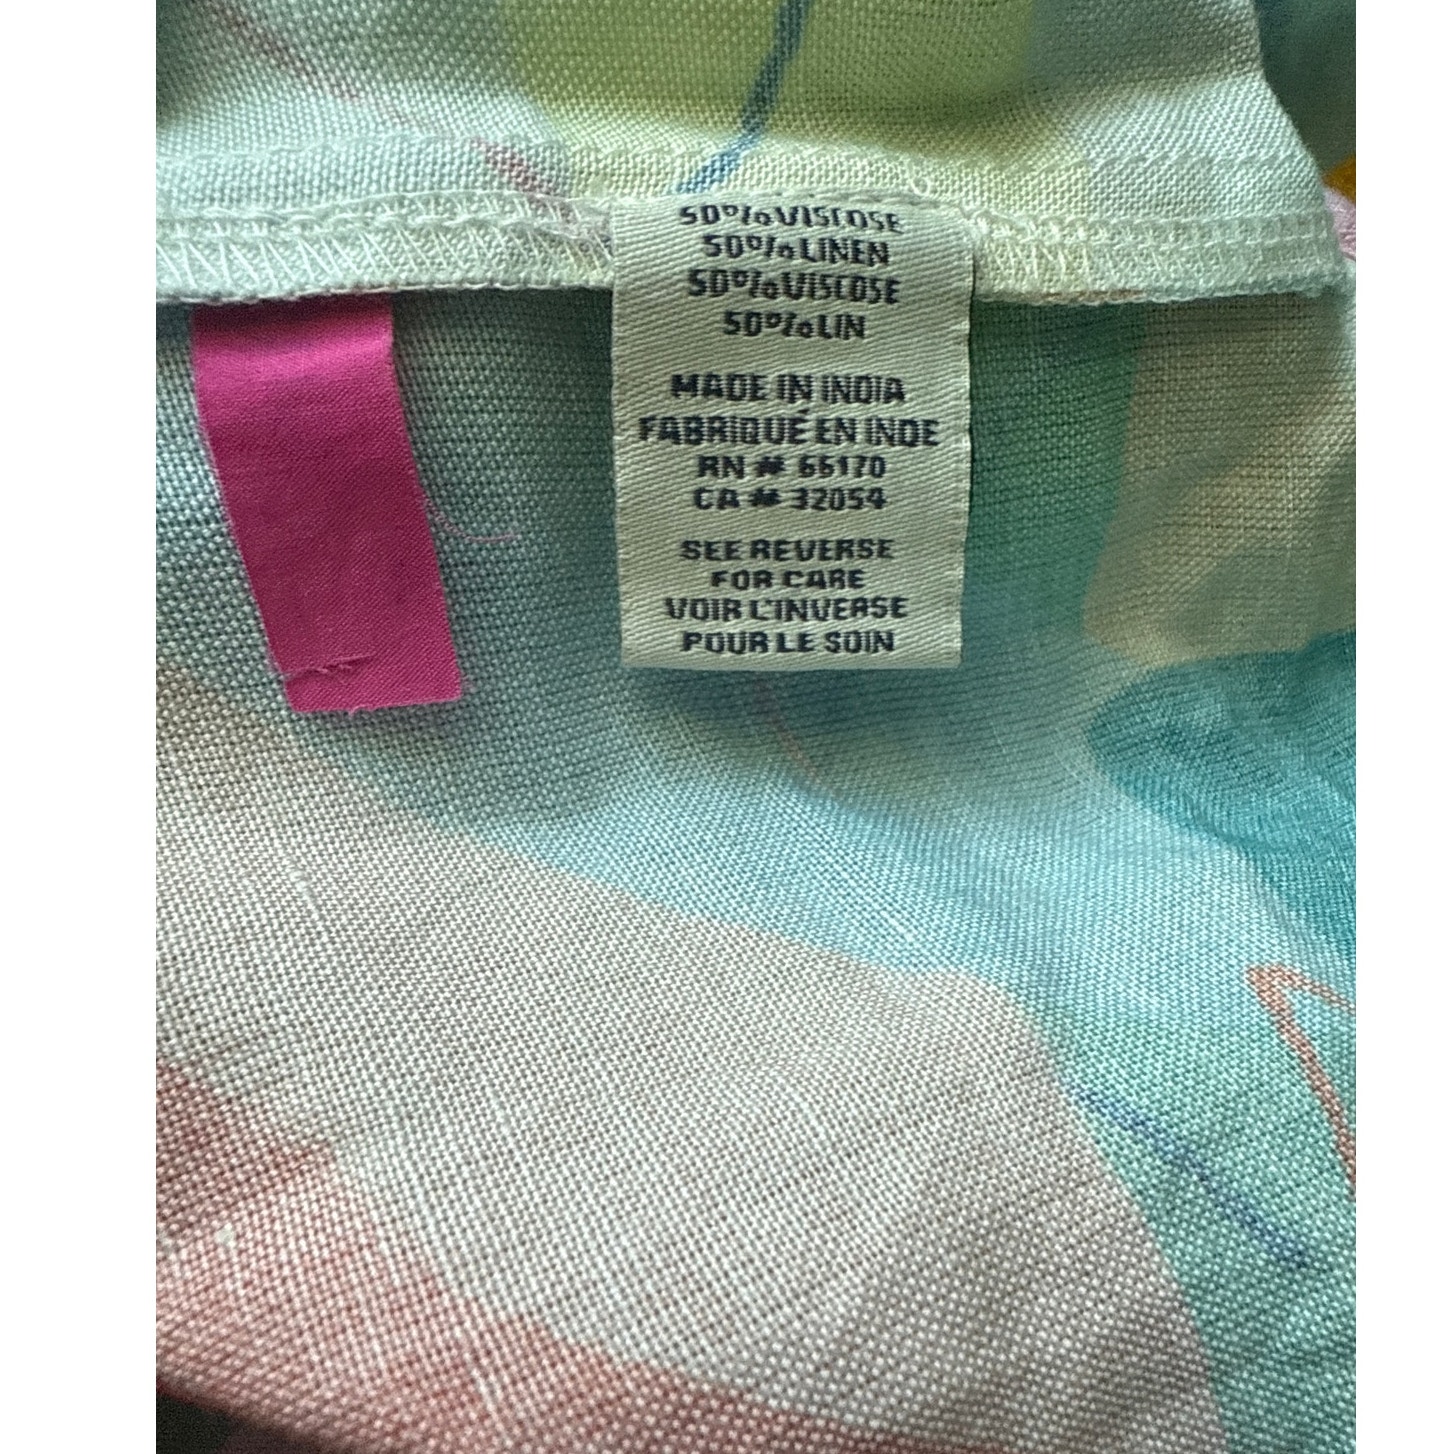 50% VISCOSE
50% LINEN
50% VISCOSE
50% LIN
MADE IN INDIA
FABRIQUÉ EN INDE
RN # 66170
CA # 32054
SEE REVERSE
FOR CARE
VOIR L'INVERSE
POUR LE SOIN